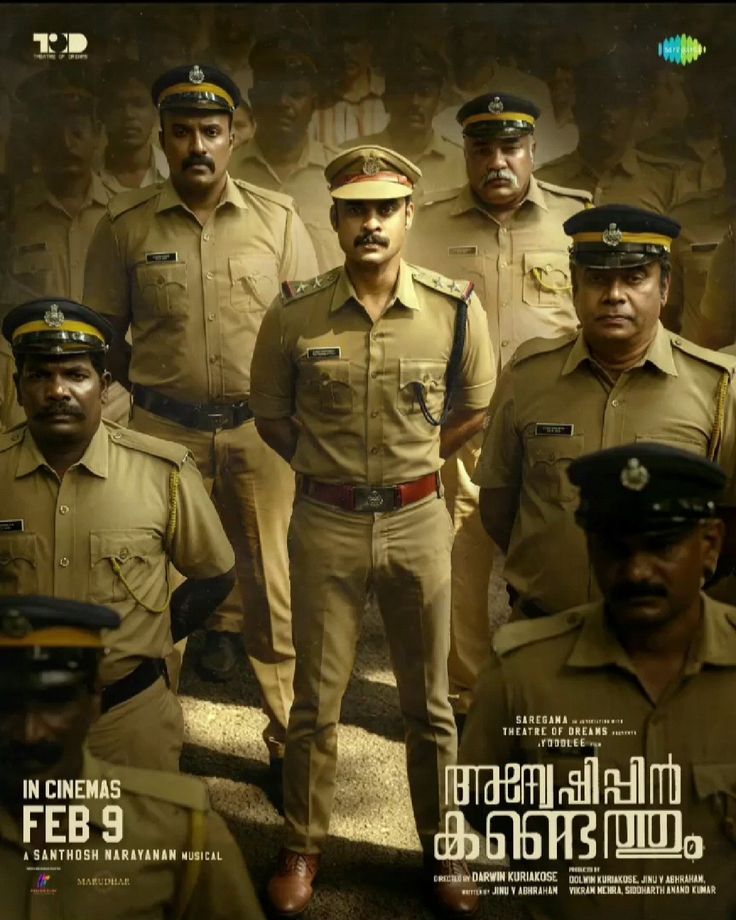 TOD
THEATRE OF DREAMS
SAREGAMA
SAREGAMA IN ASSOCIATION WITH
THEATRE OF DREAMS PRESENTS
A YOODLEE FILM
അന്വേഷിപ്പിൻ
കണ്ടെത്തും
IN CINEMAS
FEB 9
A SANTHOSH NARAYANAN MUSICAL
MARUDHAR
DIRECTED BY DARWIN KURIAKOSE
WRITTEN BY JINU V ABHRAHAM
PRODUCED BY
DOLWIN KURIAKOSE, JINU V ABHRAHAM,
VIKRAM MEHRA, SIDDHARTH ANAND KUMAR